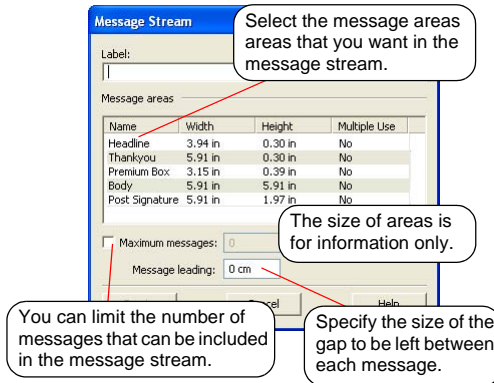 Message Stream
Select the message areas
areas that you want in the
message stream.
Label:
Message areas
Name Width Height Multiple Use
Headline 3.94 in 0.30 in No
Thankyou 5.91 in 0.30 in No
Premium Box 3.15 in 0.39 in No
Body 5.91 in 5.91 in No
Post Signature 5.91 in 1.97 in No
The size of areas is
for information only.
Maximum messages: 0
Message leading: 0 cm
Help
You can limit the number of
messages that can be included
in the message stream.
Specify the size of the
gap to be left between
each message.